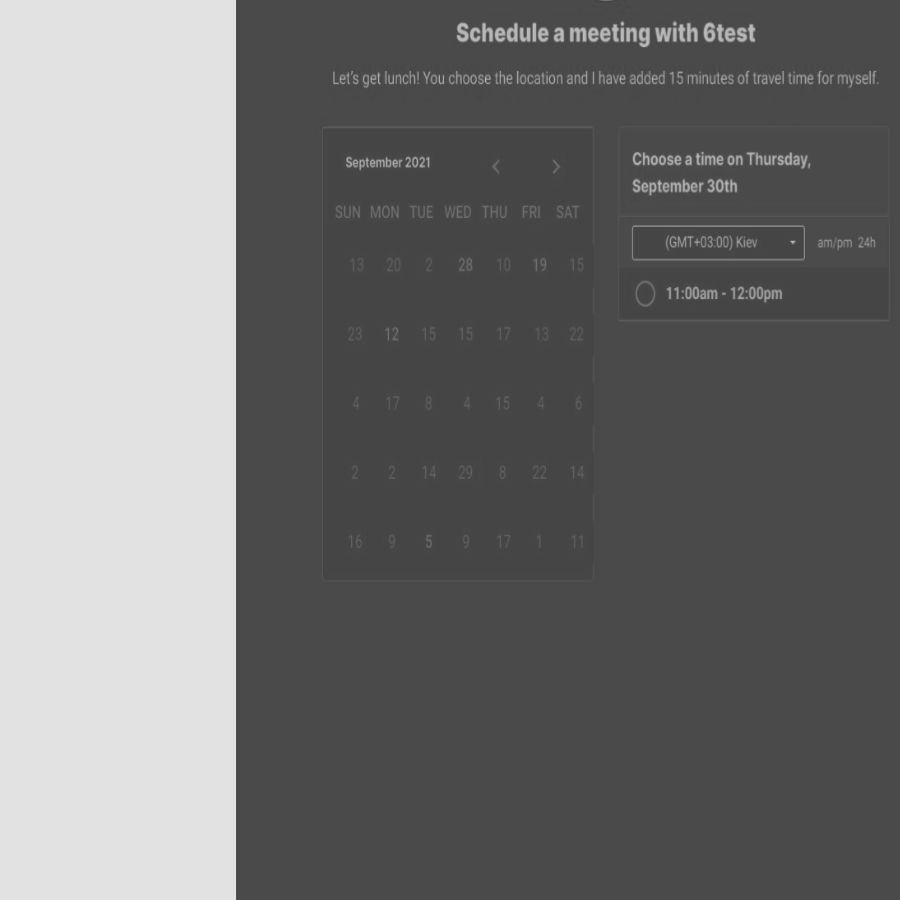 Schedule a meeting with 6test
Let's get lunch! You choose the location and I have added 15 minutes of travel time for myself.
September 2021
SUN MON TUE WED THU FRI SAT
13 20 2 28 10 19 15
23 12 15 15 17 13 22
4 17 8 4 15 4 6
2 2 14 29 8 22 14
16 9 5 9 17 1 11
Choose a time on Thursday,
September 30th
(GMT+03:00) Kiev am/pm 24h
11:00am - 12:00pm